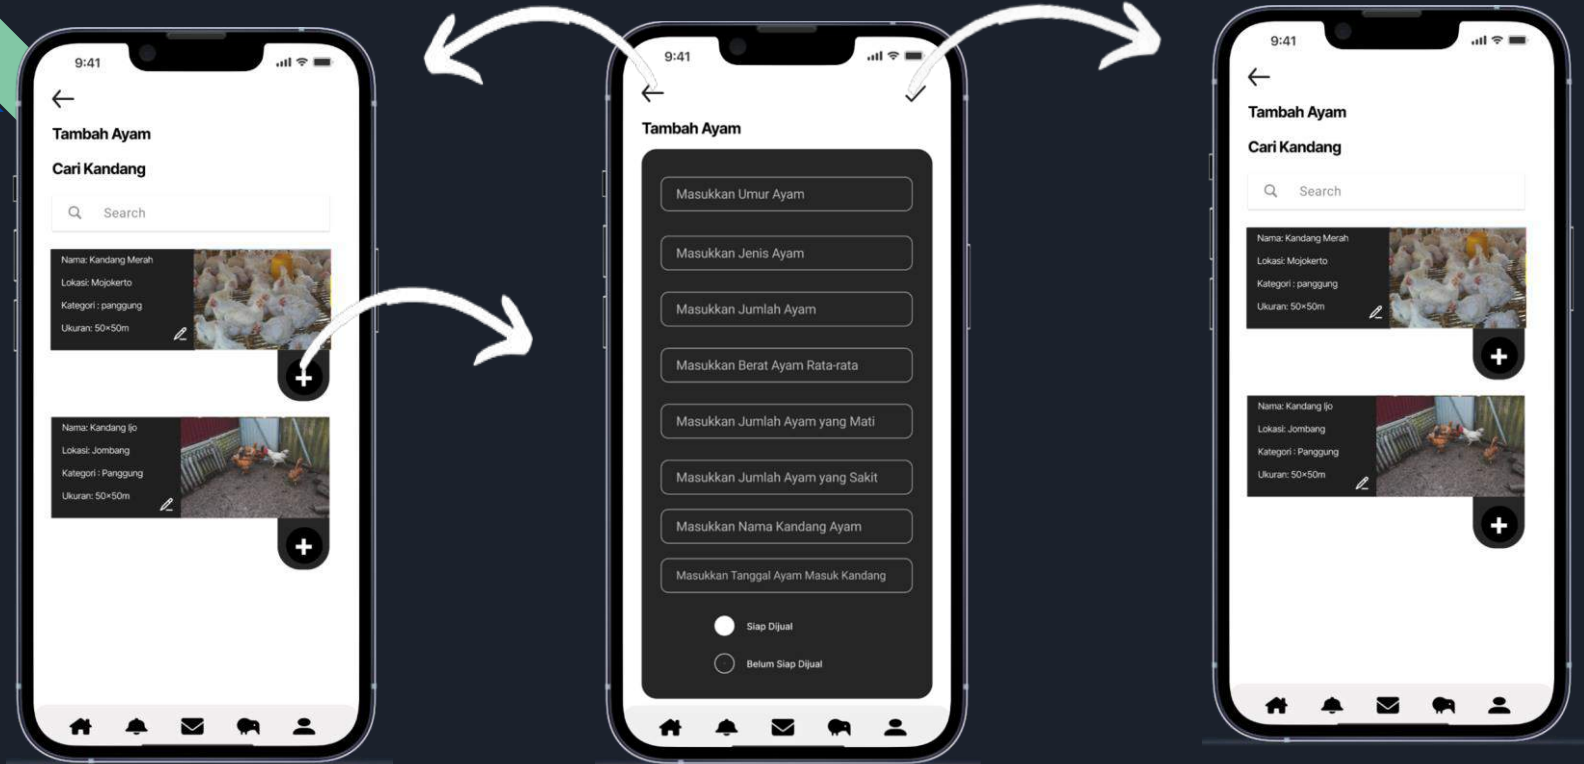 9:41
Tambah Ayam
Cari Kandang
Search
Nama: Kandang Merah
Lokasi: Mojokerto
Kategori : panggung
Ukuran: 50×50m
Nama: Kandang Ijo
Lokasi: Jombang
Kategori : Panggung
Ukuran: 50×50m
9:41
Tambah Ayam
Masukkan Umur Ayam
Masukkan Jenis Ayam
Masukkan Jumlah Ayam
Masukkan Berat Ayam Rata-rata
Masukkan Jumlah Ayam yang Mati
Masukkan Jumlah Ayam yang Sakit
Masukkan Nama Kandang Ayam
Masukkan Tanggal Ayam Masuk Kandang
Siap Dijual
Belum Siap Dijual
9:41
Tambah Ayam
Cari Kandang
Search
Nama: Kandang Merah
Lokasi: Mojokerto
Kategori : panggung
Ukuran: 50×50m
Nama: Kandang Ijo
Lokasi: Jombang
Kategori : Panggung
Ukuran: 50×50m